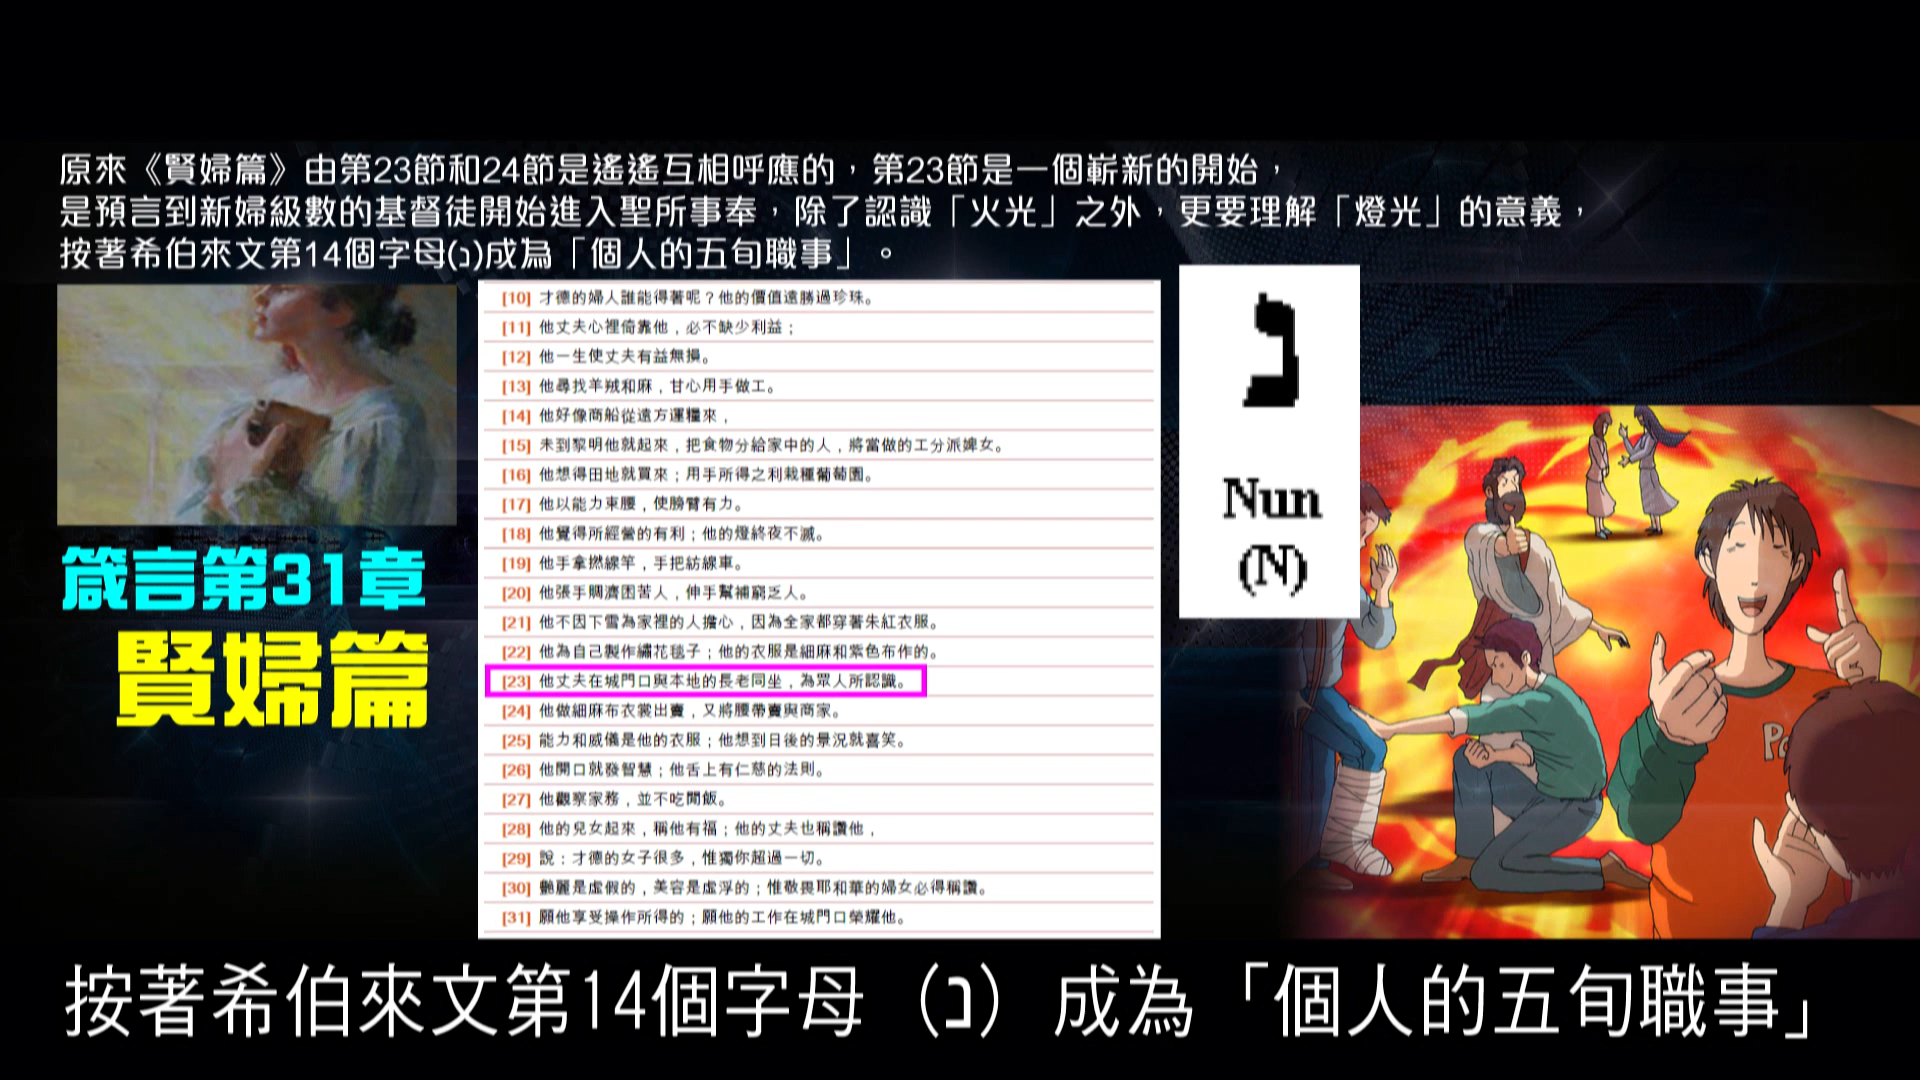 原來《賢婦篇》由第23節和24節是遙遙互相呼應的，第23節是一個嶄新的開始，
是預言到新婦級數的基督徒開始進入聖所事奉，除了認識「火光」之外，更要理解「燈光」的意義，
按著希伯來文第14個字母(נ)成為「個人的五旬職事」。
箴言第31章
賢婦篇
[10] 才德的婦人誰能得著呢？他的價值遠勝過珍珠。
[11] 他丈夫心裡倚靠他，必不缺少利益；
[12] 他一生使丈夫有益無損。
[13] 他尋找羊羢和麻，甘心用手做工。
[14] 他好像商船從遠方運糧來，
[15] 未到黎明他就起來，把食物分給家中的人，將當做的工分派婢女。
[16] 他想得田地就買來；用手所得之利栽種葡萄園。
[17] 他以能力束腰，使膀臂有力。
[18] 他覺得所經營的有利；他的燈終夜不滅。
[19] 他手拿撚線竿，手把紡線車。
[20] 他張手賙濟困苦人，伸手幫補窮乏人。
[21] 他不因下雪為家裡的人擔心，因為全家都穿著朱紅衣服。
[22] 他為自己製作繡花毯子；他的衣服是細麻和紫色布作的。
[23] 他丈夫在城門口與本地的長老同坐，為眾人所認識。
[24] 他做細麻布衣裳出賣，又將腰帶賣與商家。
[25] 能力和威儀是他的衣服；他想到日後的景況就喜笑。
[26] 他開口就發智慧；他舌上有仁慈的法則。
[27] 他觀察家務，並不吃閒飯。
[28] 他的兒女起來，稱他有福；他的丈夫也稱讚他，
[29] 說：才德的女子很多，惟獨你超過一切。
[30] 艷麗是虛假的，美容是虛浮的；惟敬畏耶和華的婦女必得稱讚。
[31] 願他享受操作所得的；願他的工作在城門口榮耀他。
נ
Nun
(N)
按著希伯來文第14個字母（נ）成為「個人的五旬職事」